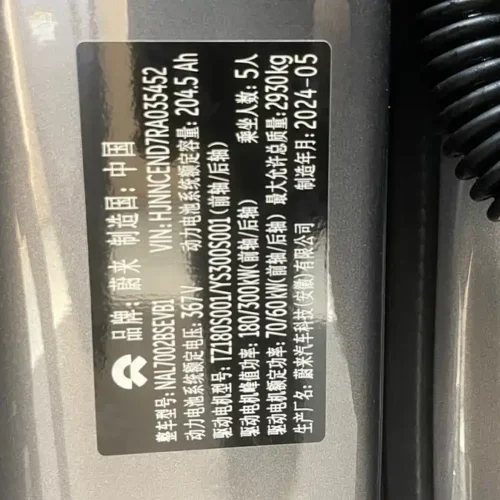 品牌: 蔚来 制造国: 中国
整车型号: NAL7002BSEVB1 VIN: HJNNCEND7RA035452
动力电池系统额定电压: 367 V 动力电池系统额定容量: 204.5 Ah
驱动电机型号: TZ180S001/YS300S001 (前轴/后轴)
驱动电机峰值功率: 180/300kW(前轴/后轴) 乘坐人数: 5人
驱动电机额定功率: 70/60kW(前轴/后轴) 最大允许总质量: 2930kg
生产厂名: 蔚来汽车科技(安徽)有限公司 制造年月: 2024-05